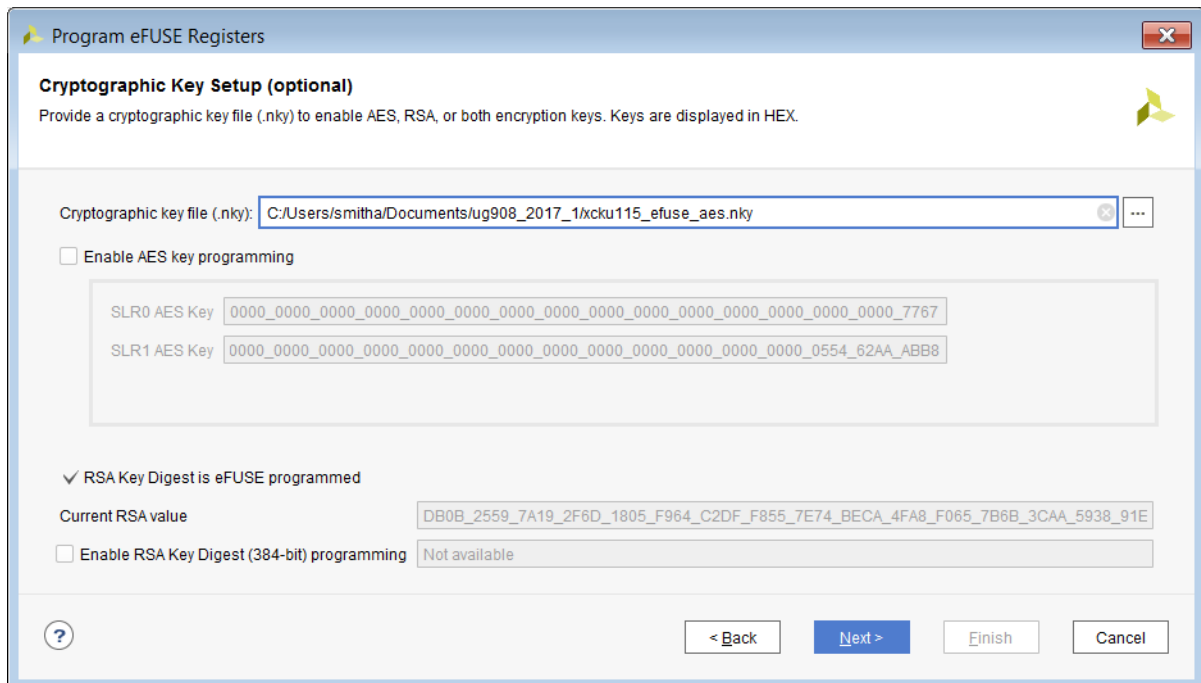 Program eFUSE Registers
Cryptographic Key Setup (optional)
Provide a cryptographic key file (.nky) to enable AES, RSA, or both encryption keys. Keys are displayed in HEX.
Cryptographic key file (.nky): C:/Users/smitha/Documents/ug908_2017_1/xcku115_efuse_aes.nky ...
Enable AES key programming
SLR0 AES Key 0000_0000_0000_0000_0000_0000_0000_0000_0000_0000_0000_0000_0000_0000_0000_7767
SLR1 AES Key 0000_0000_0000_0000_0000_0000_0000_0000_0000_0000_0000_0000_0000_0554_62AA_ABB8
RSA Key Digest is eFUSE programmed
Current RSA value DB0B_2559_7A19_2F6D_1805_F964_C2DF_F855_7E74_BECA_4FA8_F065_7B6B_3CAA_5938_91E
Enable RSA Key Digest (384-bit) programming Not available
? < Back Next > Finish Cancel